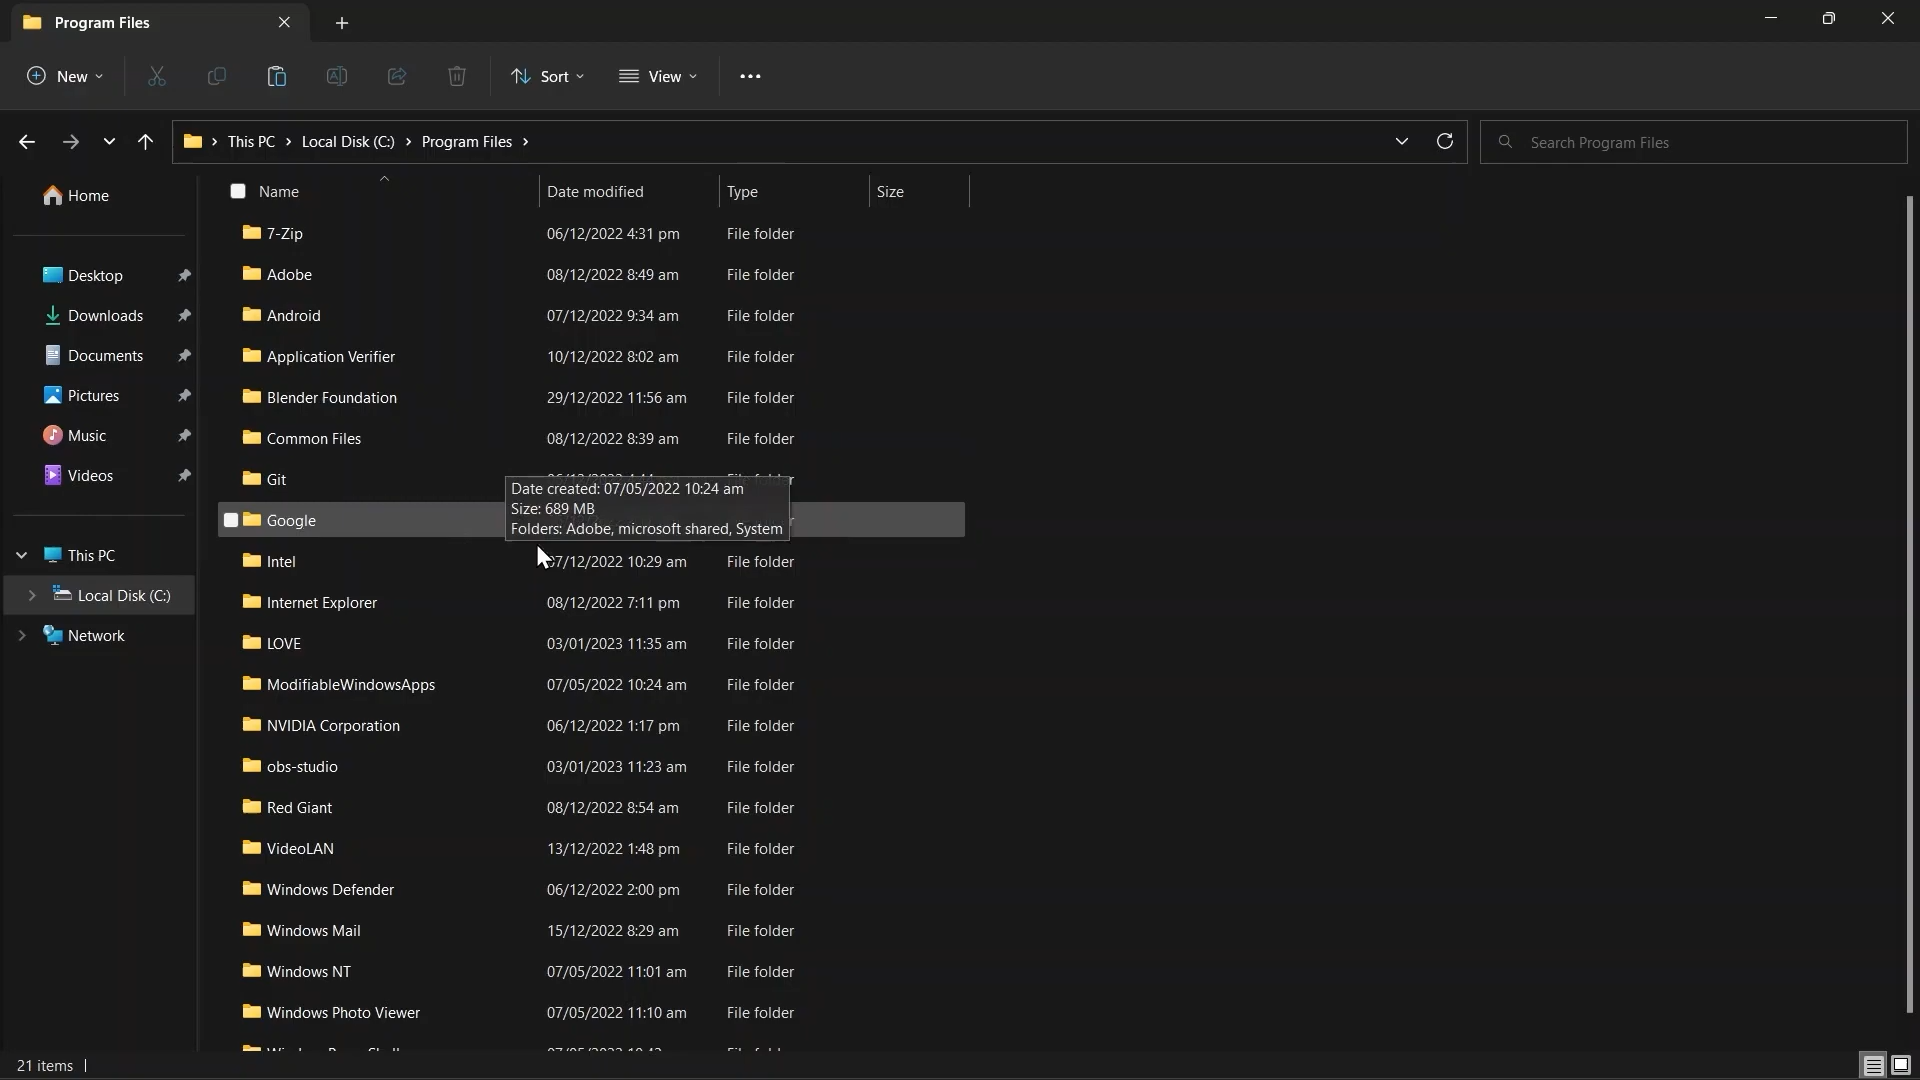 Program Files
New
Sort
View
This PC
Local Disk (C:)
Program Files
Search Program Files
Home
Desktop
Downloads
Documents
Pictures
Music
Videos
This PC
Local Disk (C:)
Network
Name Date modified Type Size
7-Zip 06/12/2022 4:31 pm File folder
Adobe 08/12/2022 8:49 am File folder
Android 07/12/2022 9:34 am File folder
Application Verifier 10/12/2022 8:02 am File folder
Blender Foundation 29/12/2022 11:56 am File folder
Common Files 08/12/2022 8:39 am File folder
Git
Date created: 07/05/2022 10:24 am
Size: 689 MB
Folders: Adobe, microsoft shared, System
Google
Intel 10:29 am File folder
Internet Explorer 08/12/2022 7:11 pm File folder
LOVE 03/01/2023 11:35 am File folder
ModifiableWindowsApps 07/05/2022 10:24 am File folder
NVIDIA Corporation 06/12/2022 1:17 pm File folder
obs-studio 03/01/2023 11:23 am File folder
Red Giant 08/12/2022 8:54 am File folder
VideoLAN 13/12/2022 1:48 pm File folder
Windows Defender 06/12/2022 2:00 pm File folder
Windows Mail 15/12/2022 8:29 am File folder
Windows NT 07/05/2022 11:01 am File folder
Windows Photo Viewer 07/05/2022 11:10 am File folder
21 items